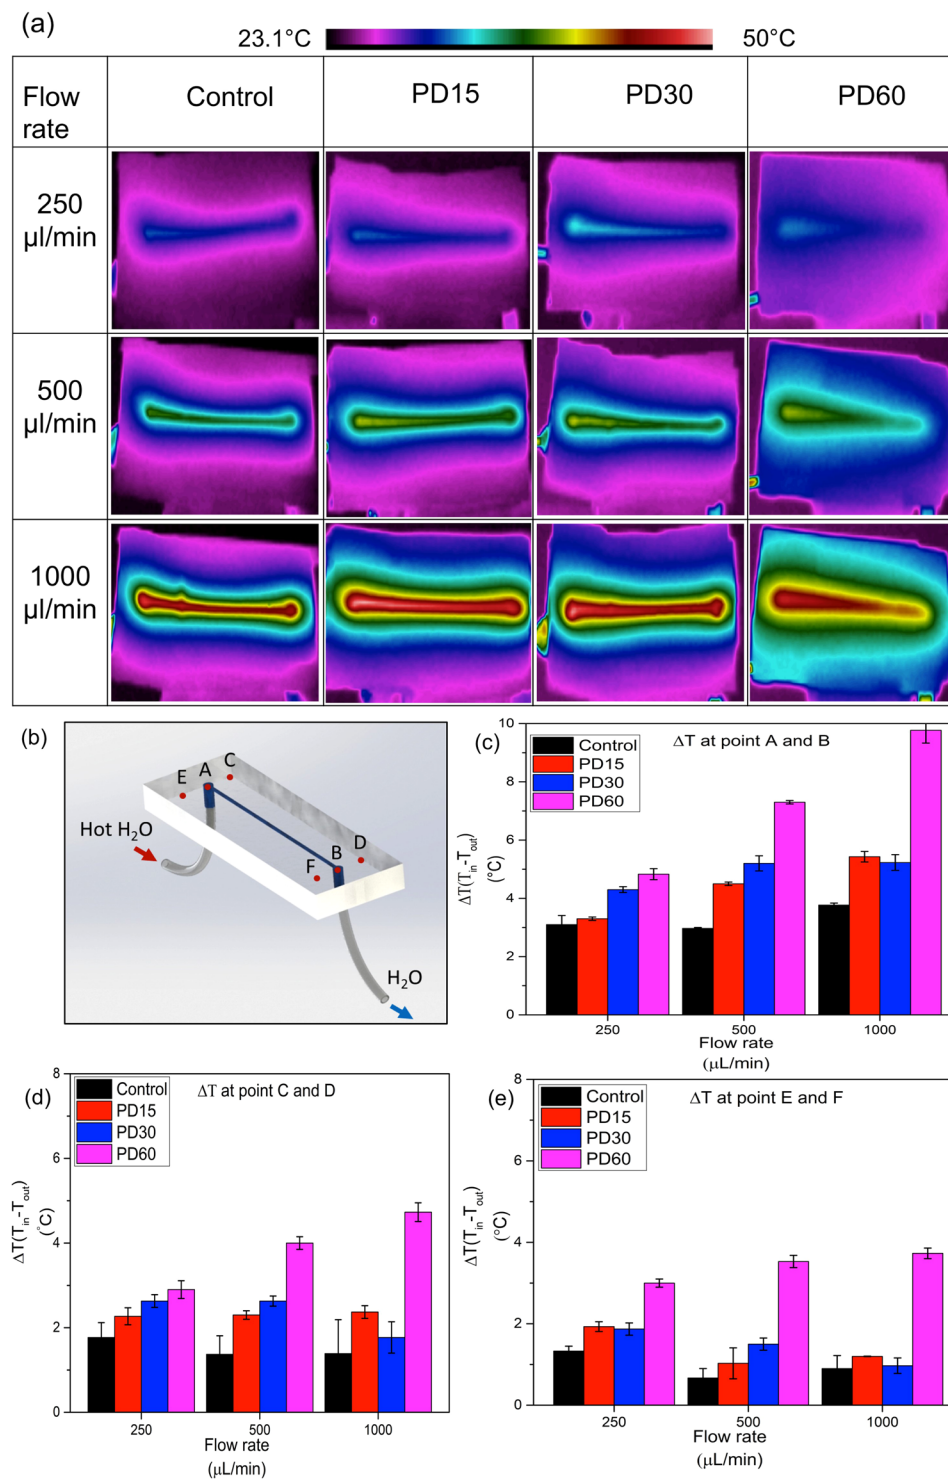 (a)
23.1°C 50°C
Flow rate Control PD15 PD30 PD60
250 µl/min
500 µl/min
1000 µl/min
(b)
E A C
Hot H₂O
F B D
H₂O
(c)
ΔT at point A and B
Control
PD15
PD30
PD60
ΔT(Tin-Tout)
(°C)
10
8
6
4
2
0
250 500 1000
Flow rate
(μL/min)
(d)
ΔT at point C and D
Control
PD15
PD30
PD60
ΔT(Tin-Tout)
(°C)
8
6
4
2
0
250 500 1000
Flow rate
(μL/min)
(e)
ΔT at point E and F
Control
PD15
PD30
PD60
ΔT(Tin-Tout)
(°C)
8
6
4
2
0
250 500 1000
Flow rate
(μL/min)